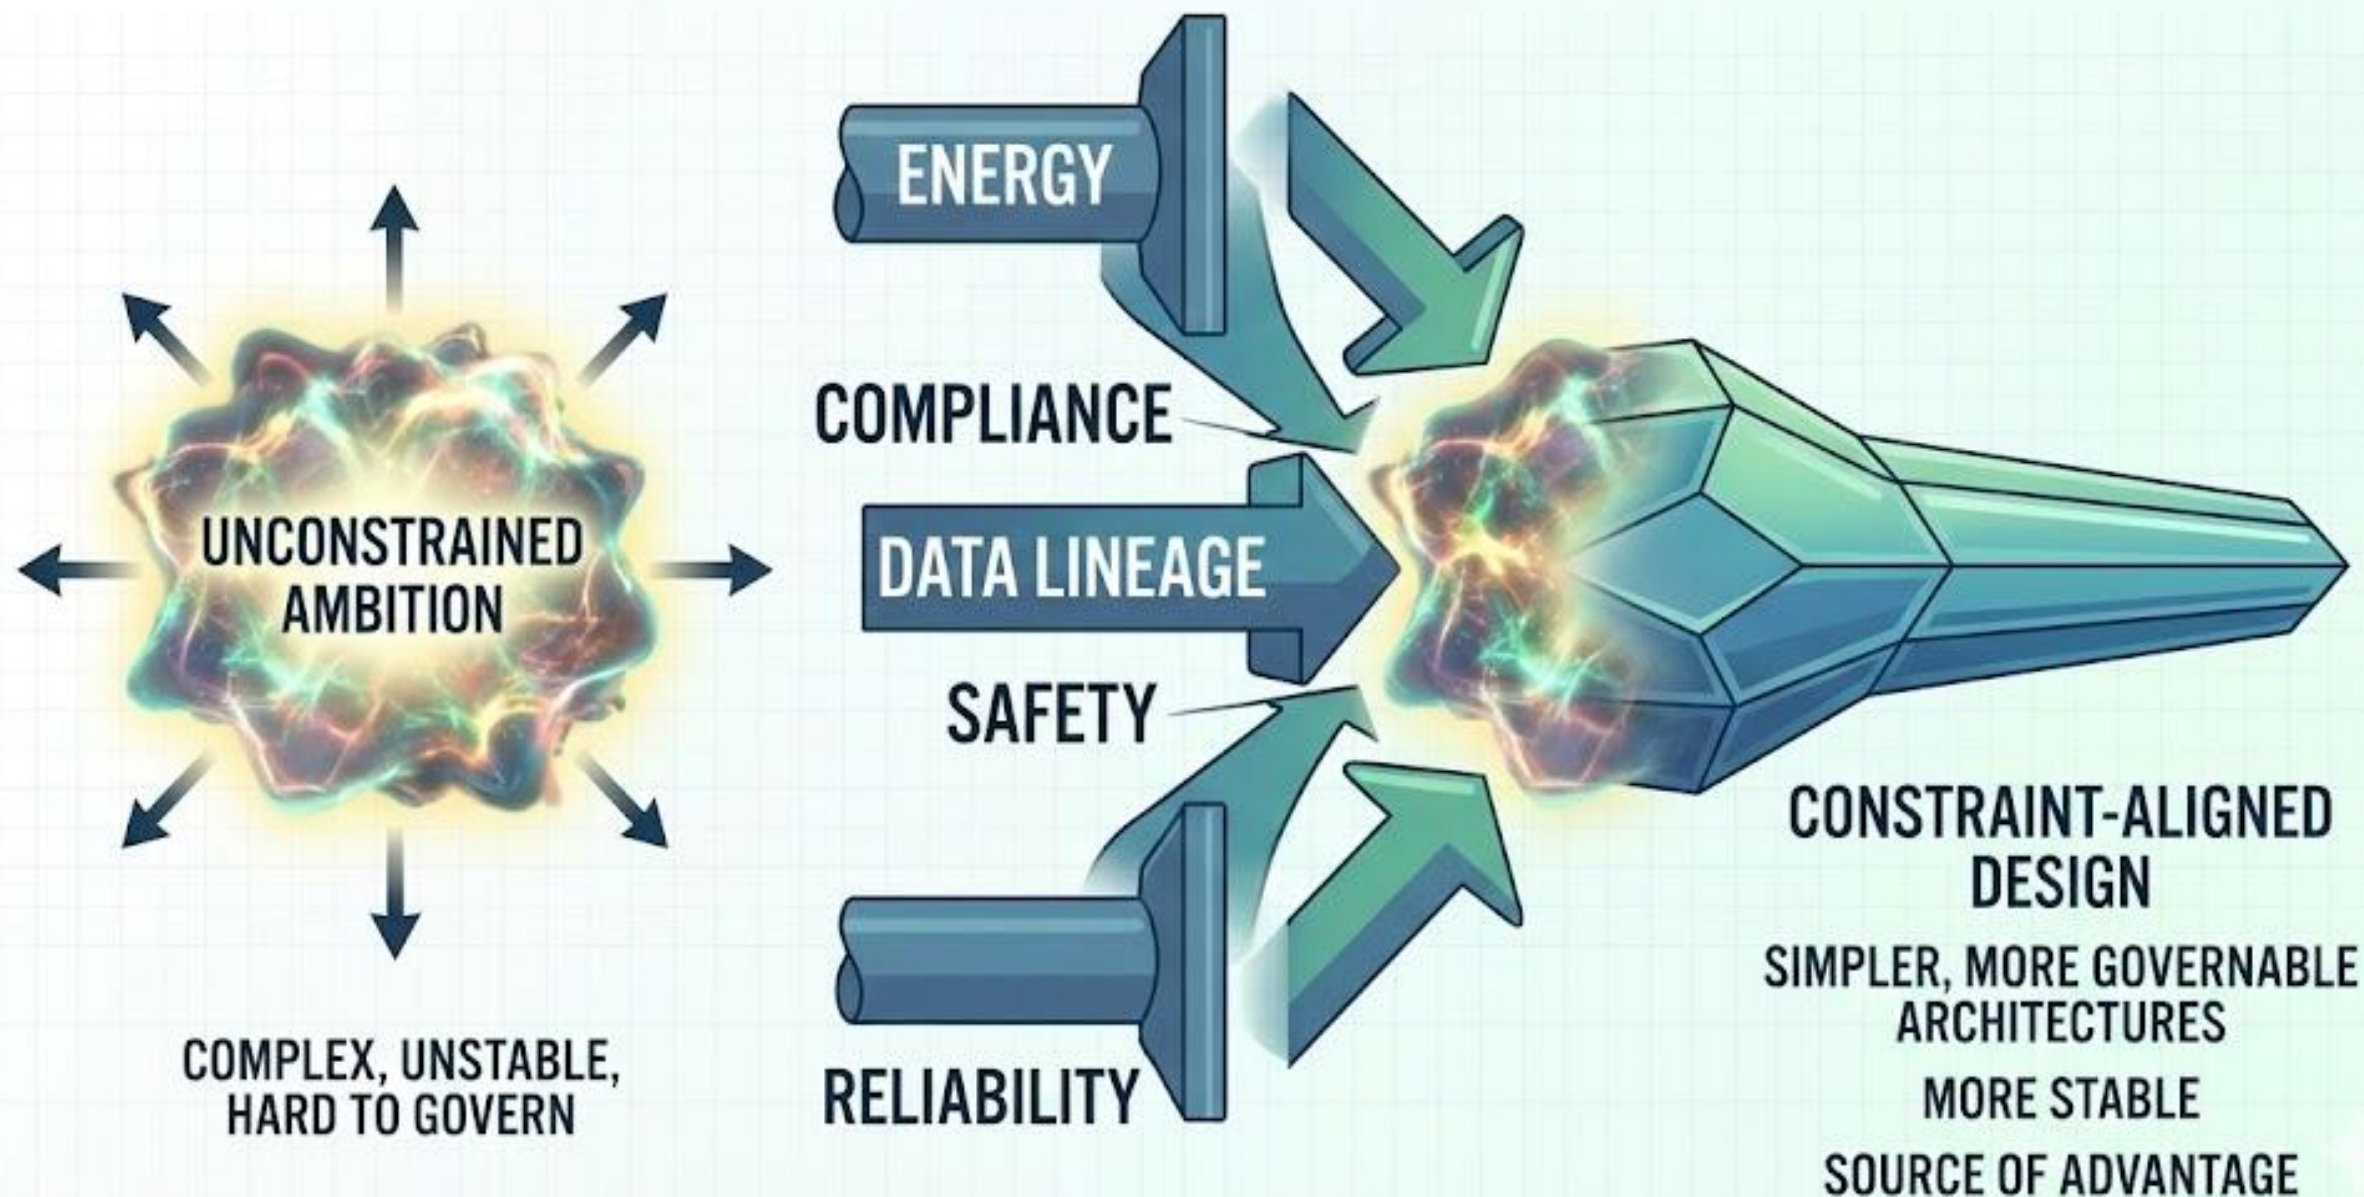 UNCONSTRAINED
AMBITION
COMPLEX, UNSTABLE,
HARD TO GOVERN
ENERGY
COMPLIANCE
DATA LINEAGE
SAFETY
RELIABILITY
CONSTRAINT-ALIGNED
DESIGN
SIMPLER, MORE GOVERNABLE
ARCHITECTURES
MORE STABLE
SOURCE OF ADVANTAGE